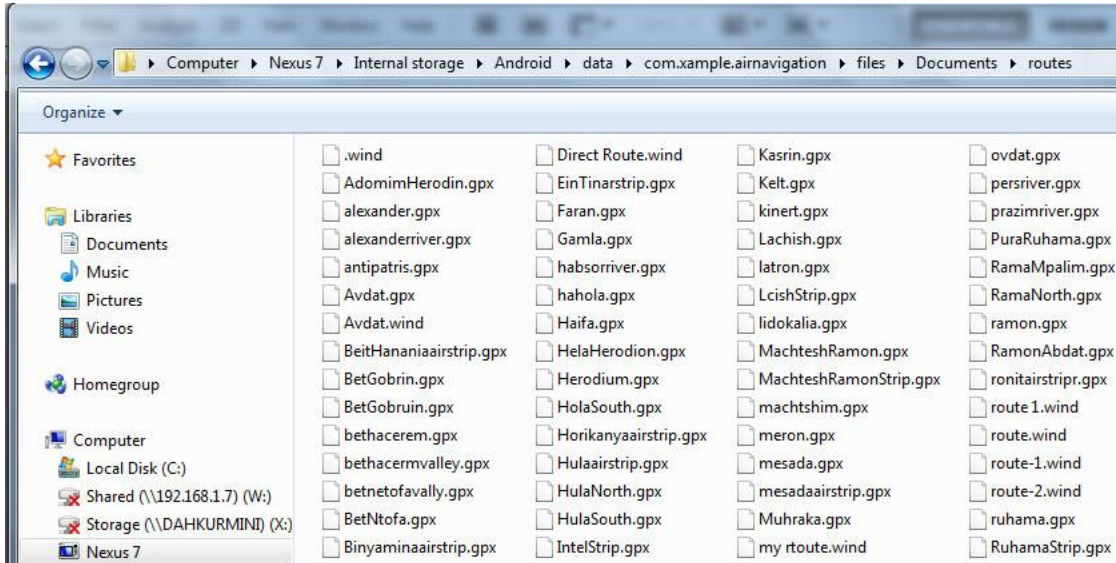 Computer ▸ Nexus 7 ▸ Internal storage ▸ Android ▸ data ▸ com.xample.airnavigation ▸ files ▸ Documents ▸ routes
Organize
Favorites
Libraries
Documents
Music
Pictures
Videos
Homegroup
Computer
Local Disk (C:)
Shared (\\192.168.1.7) (W:)
Storage (\\DAHKURMINI) (X:)
Nexus 7
.wind
AdomimHerodin.gpx
alexander.gpx
alexanderriver.gpx
antipatris.gpx
Avdat.gpx
Avdat.wind
BeitHananiaairstrip.gpx
BetGobrin.gpx
BetGobruin.gpx
bethacerem.gpx
bethacermvalley.gpx
betnetofavally.gpx
BetNtofa.gpx
Binyaminaairstrip.gpx
Direct Route.wind
EinTinarstrip.gpx
Faran.gpx
Gamla.gpx
habsorriver.gpx
hahola.gpx
Haifa.gpx
HelaHerodion.gpx
Herodium.gpx
HolaSouth.gpx
Horikanyaairstrip.gpx
Hulaairstrip.gpx
HulaNorth.gpx
HulaSouth.gpx
IntelStrip.gpx
Kasrin.gpx
Kelt.gpx
kinert.gpx
Lachish.gpx
latron.gpx
LcishStrip.gpx
lidokalia.gpx
MachteshRamon.gpx
MachteshRamonStrip.gpx
machtshim.gpx
meron.gpx
mesada.gpx
mesadaairstrip.gpx
Muhraka.gpx
my rtoute.wind
ovdat.gpx
persriver.gpx
prazimriver.gpx
PuraRuhama.gpx
RamaMpalim.gpx
RamaNorth.gpx
ramon.gpx
RamonAbdat.gpx
ronitairstripr.gpx
route 1.wind
route.wind
route-1.wind
route-2.wind
ruhama.gpx
RuhamaStrip.gpx